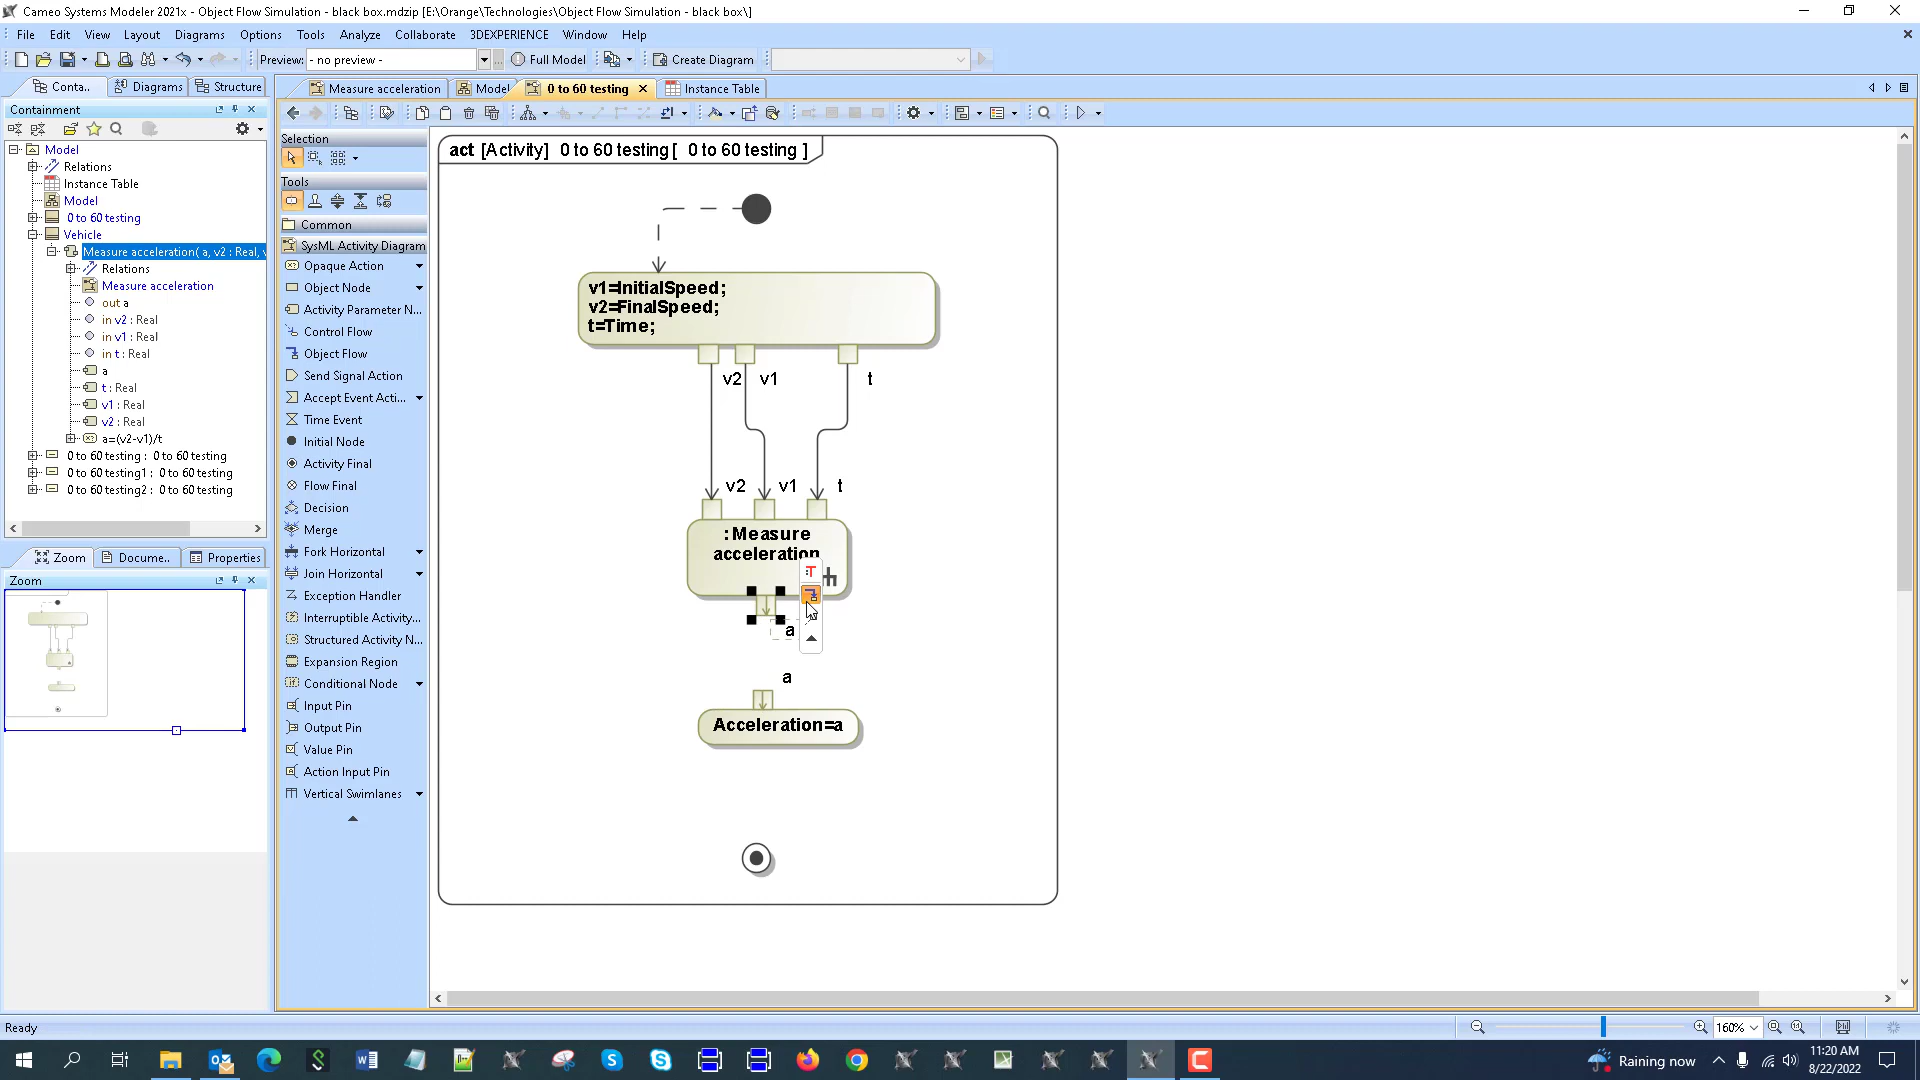 Cameo Systems Modeler 2021x - Object Flow Simulation - black box.mdzip [E:\Orange\Technologies\Object Flow Simulation - black box\]
File Edit View Layout Diagrams Options Tools Analyze Collaborate 3DEXPERIENCE Window Help
Preview: - no preview - ... Full Model Create Diagram
Conta.. Diagrams Structure
Measure acceleration Model 0 to 60 testing Instance Table
Containment
Model
Relations
Instance Table
Model
0 to 60 testing
Vehicle
Measure acceleration( a, v2 : Real, v
Relations
Measure acceleration
out a
in v2 : Real
in v1 : Real
in t : Real
a
t : Real
v1 : Real
v2 : Real
a=(v2-v1)/t
0 to 60 testing : 0 to 60 testing
0 to 60 testing1 : 0 to 60 testing
0 to 60 testing2 : 0 to 60 testing
Zoom Docume.. Properties
Zoom
Selection
Tools
Common
SysML Activity Diagram
Opaque Action
Object Node
Activity Parameter N...
Control Flow
Object Flow
Send Signal Action
Accept Event Acti...
Time Event
Initial Node
Activity Final
Flow Final
Decision
Merge
Fork Horizontal
Join Horizontal
Exception Handler
Interruptible Activity...
Structured Activity N...
Expansion Region
Conditional Node
Input Pin
Output Pin
Value Pin
Action Input Pin
Vertical Swimlanes
act [Activity] 0 to 60 testing [ 0 to 60 testing ]
v1=InitialSpeed;
v2=FinalSpeed;
t=Time;
v2 v1 t
v2 v1 t
: Measure
acceleration
:T
a
a
Acceleration=a
Ready
160%
Raining now
11:20 AM
8/22/2022